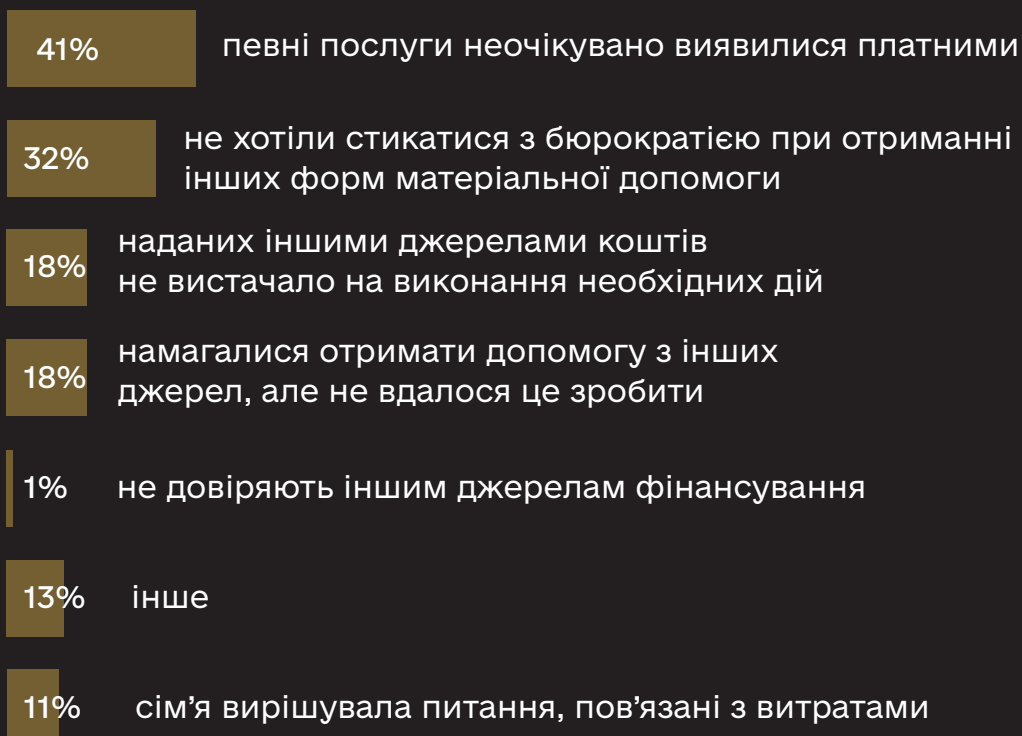 41% певні послуги неочікувано виявилися платними
32% не хотіли стикатися з бюрократією при отриманні
інших форм матеріальної допомоги
18% наданих іншими джерелами коштів
не вистачало на виконання необхідних дій
18% намагалися отримати допомогу з інших
джерел, але не вдалося це зробити
1% не довіряють іншим джерелам фінансування
13% інше
11% сім’я вирішувала питання, пов’язані з витратами